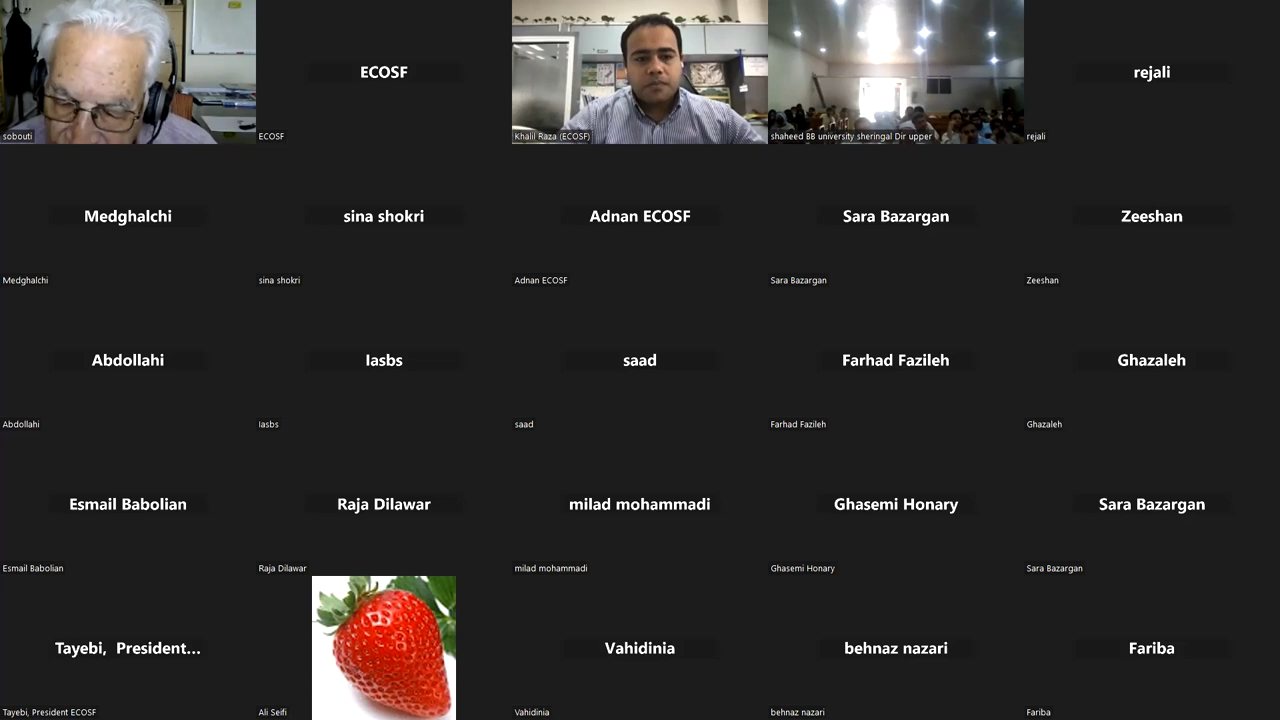 sobouti
ECOSF
ECOSF
Khalil Raza (ECOSF)
shaheed BB university sheringal Dir upper
rejali
rejali
Medghalchi
Medghalchi
sina shokri
sina shokri
Adnan ECOSF
Adnan ECOSF
Sara Bazargan
Sara Bazargan
Zeeshan
Zeeshan
Abdollahi
Abdollahi
Iasbs
Iasbs
saad
saad
Farhad Fazileh
Farhad Fazileh
Ghazaleh
Ghazaleh
Esmail Babolian
Esmail Babolian
Raja Dilawar
Raja Dilawar
milad mohammadi
milad mohammadi
Ghasemi Honary
Ghasemi Honary
Sara Bazargan
Sara Bazargan
Tayebi, President...
Tayebi, President ECOSF
Ali Seifi
Vahidinia
Vahidinia
behnaz nazari
behnaz nazari
Fariba
Fariba